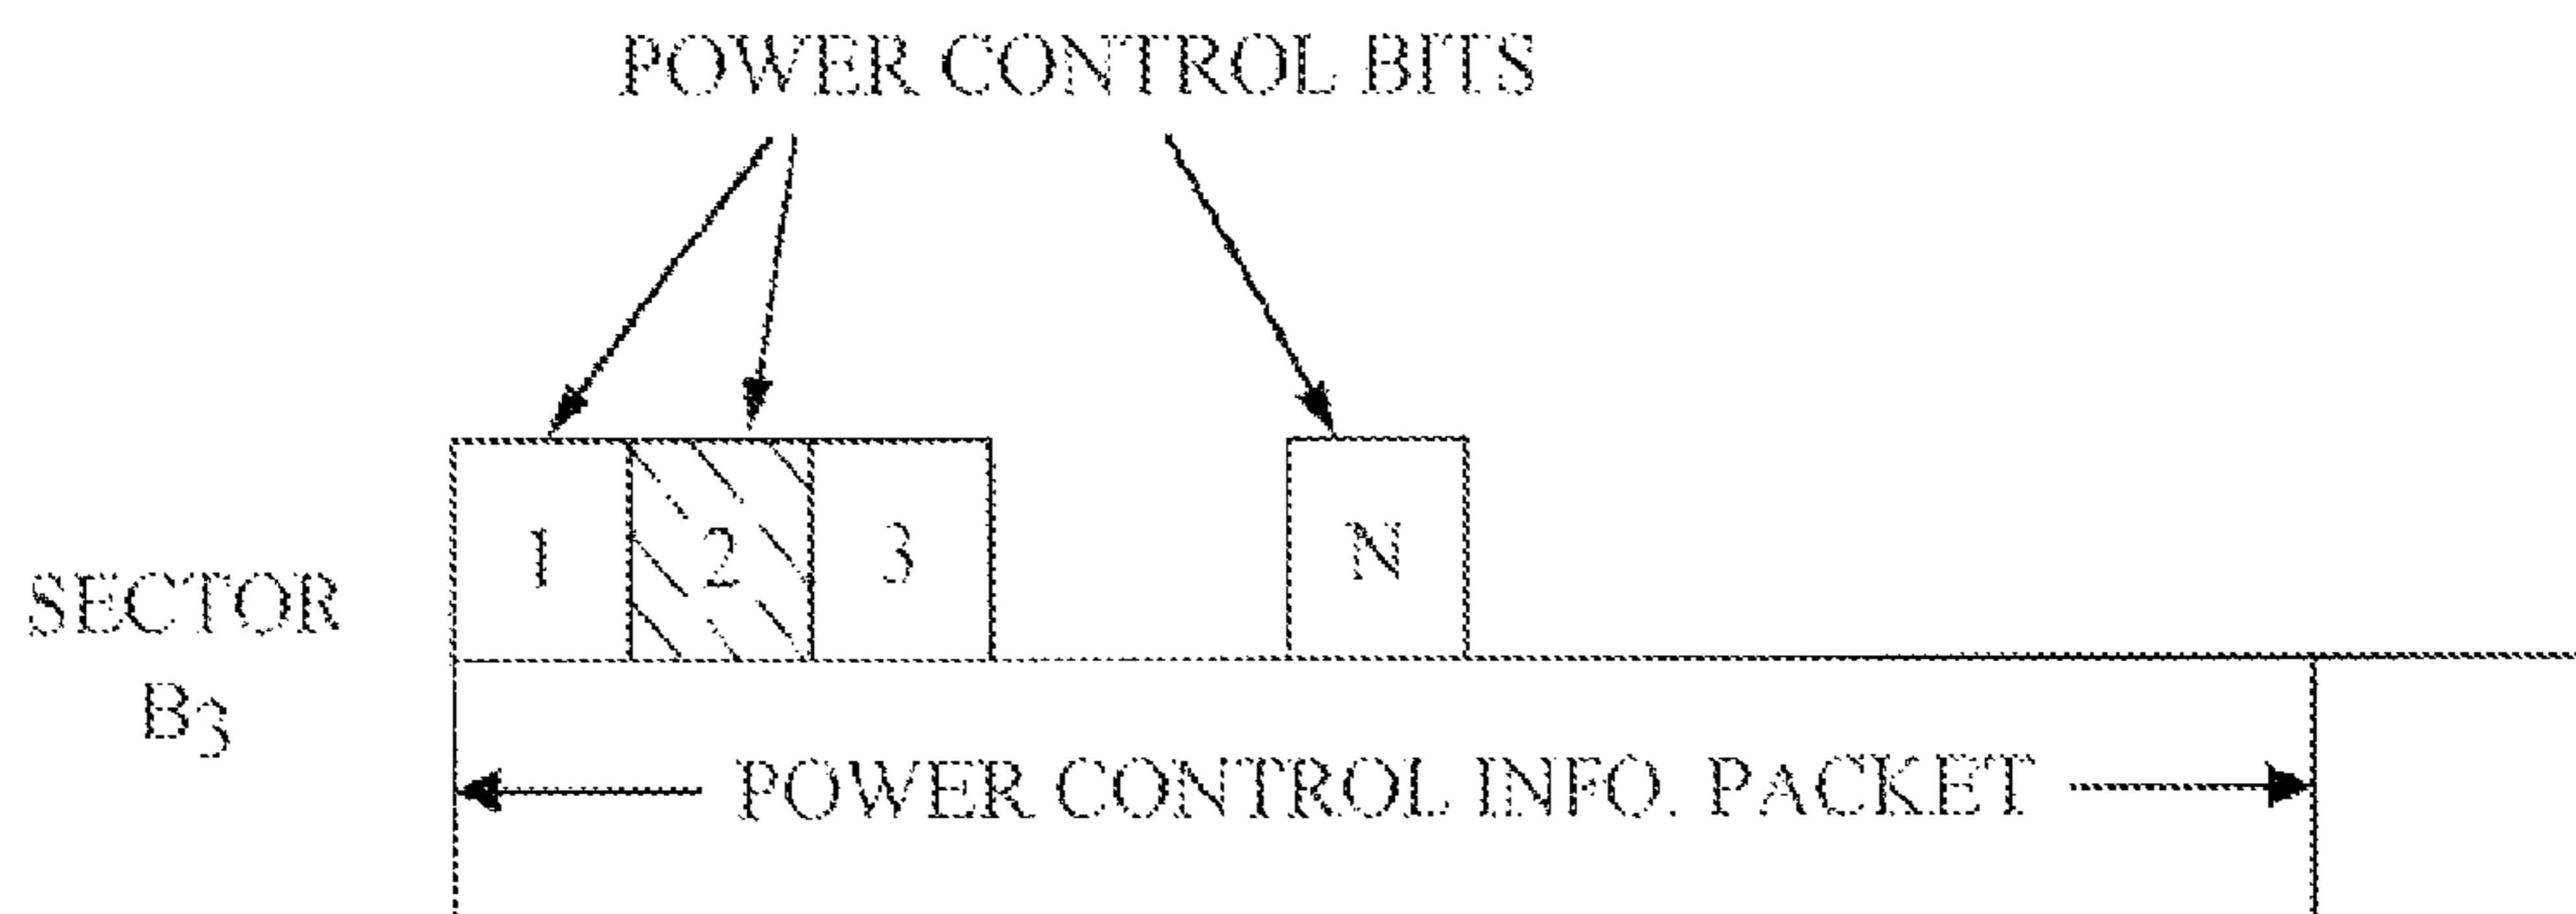 POWER CONTROL BITS
1 2 3 N
SECTOR
B3
POWER CONTROL INFO. PACKET